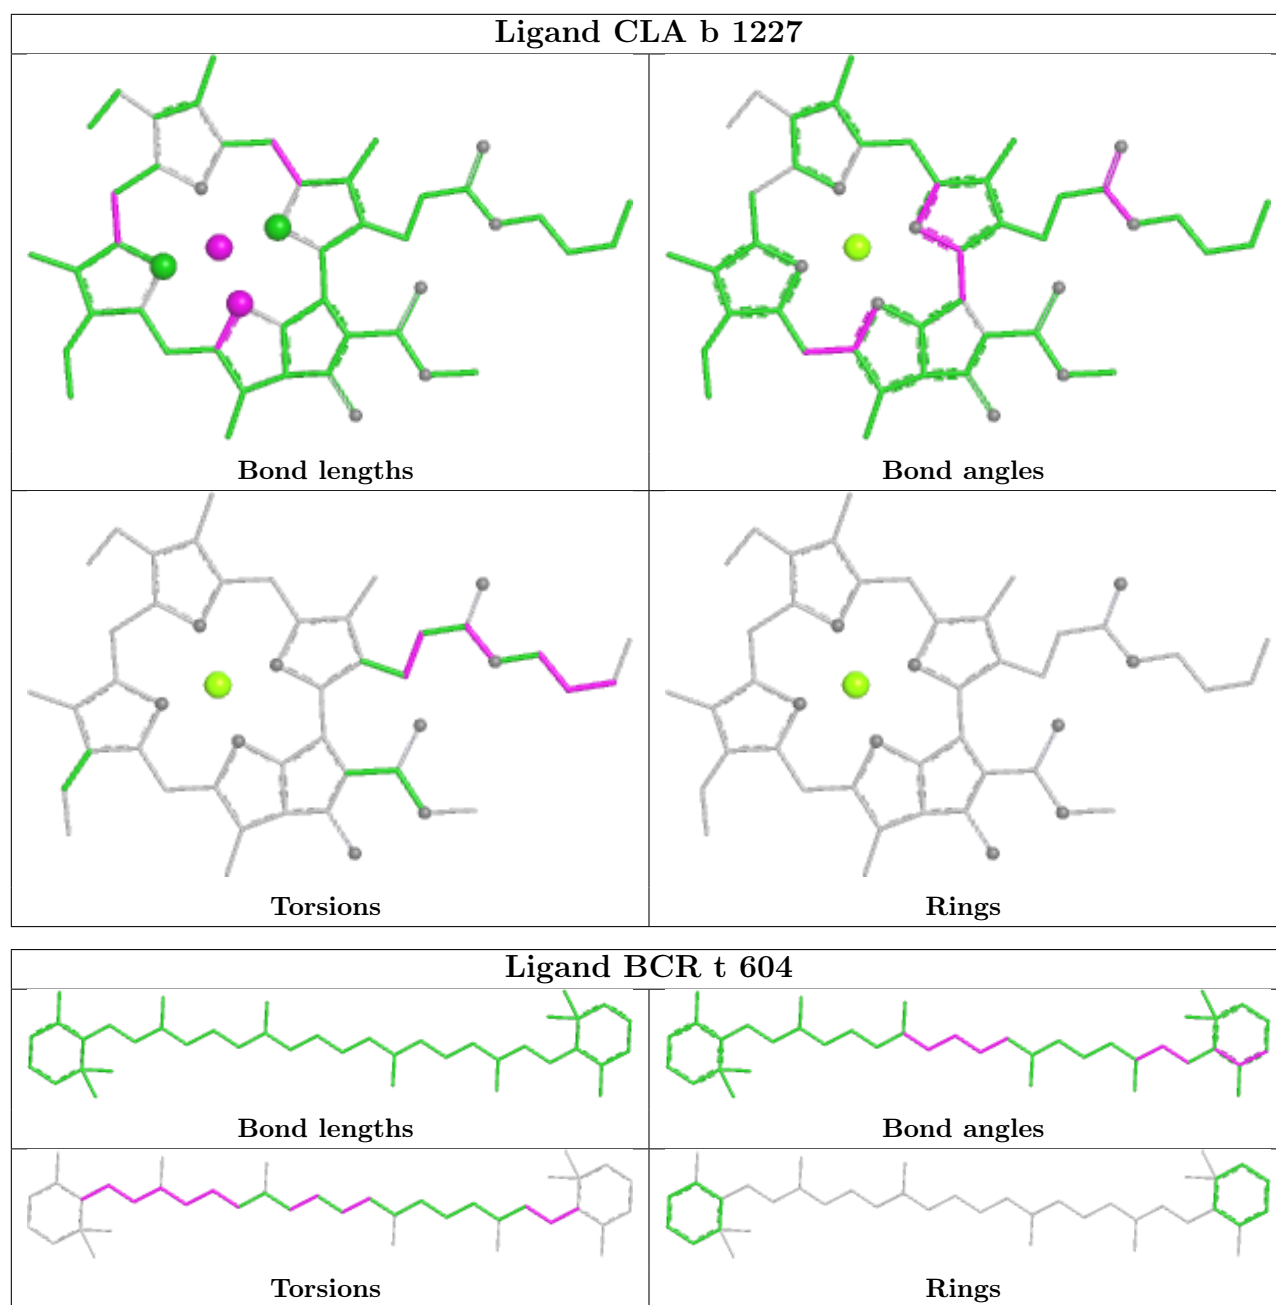 Ligand CLA b 1227
Bond lengths
Bond angles
Torsions
Rings
Ligand BCR t 604
Bond lengths
Bond angles
Torsions
Rings